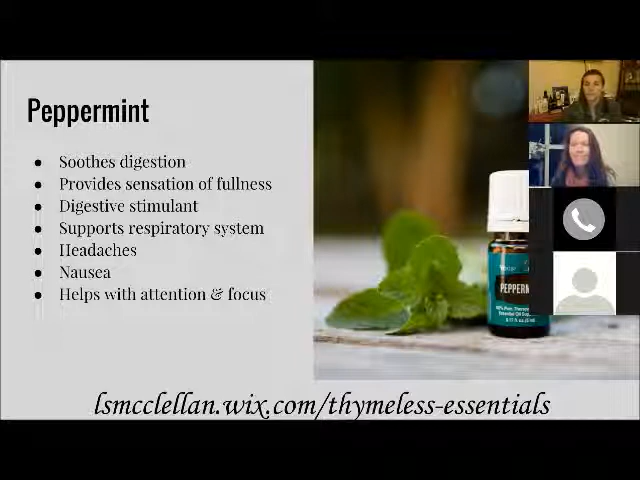 Peppermint
● Soothes digestion
● Provides sensation of fullness
● Digestive stimulant
● Supports respiratory system
● Headaches
● Nausea
● Helps with attention & focus
PEPPERM
lsmcclellan.wix.com/thymeless-essentials